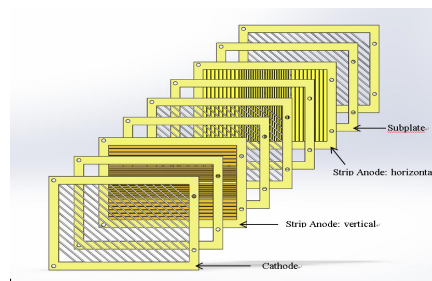 Subplate
Strip Anode: horizonta
Strip Anode: vertical
Cathode